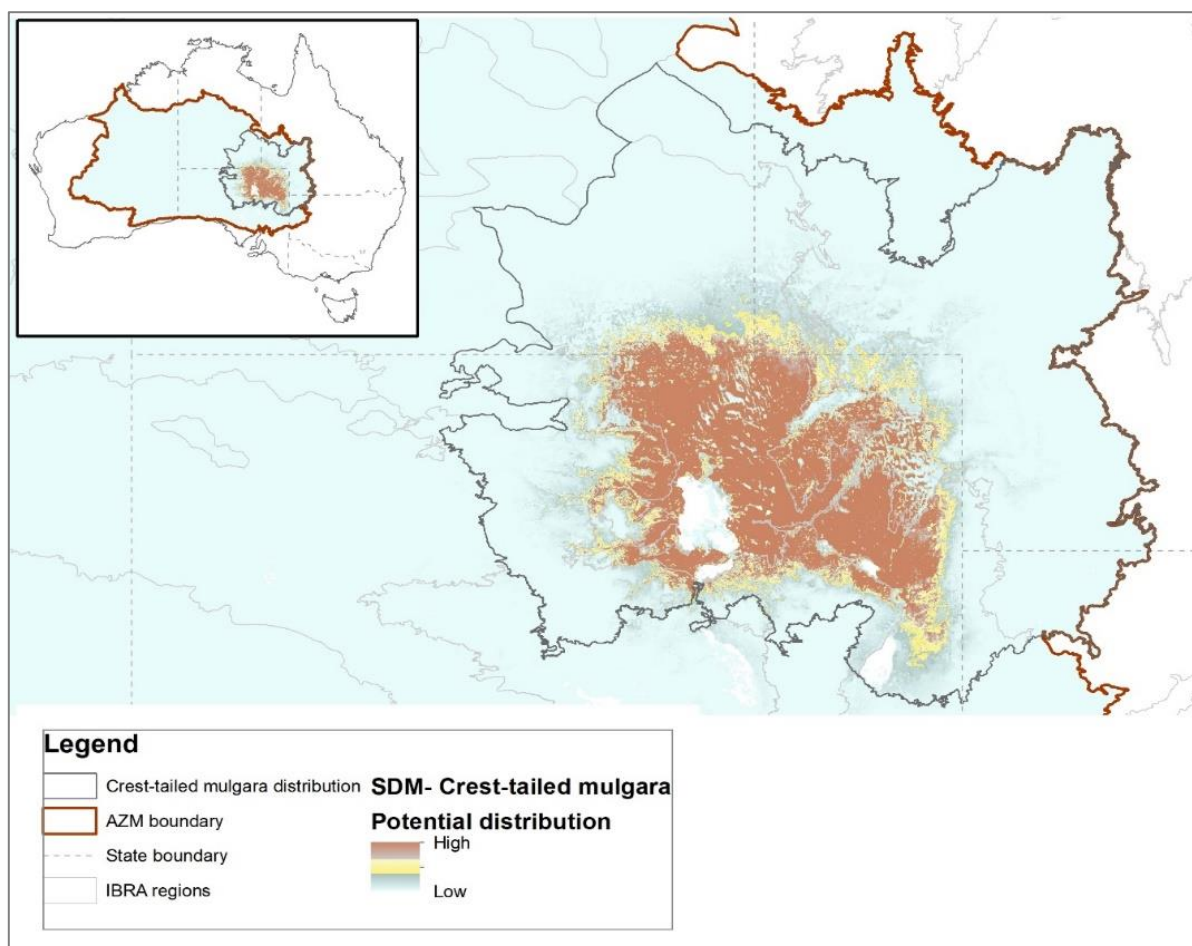 Legend
Crest-tailed mulgara distribution
AZM boundary
State boundary
IBRA regions
SDM- Crest-tailed mulgara
Potential distribution
High
Low